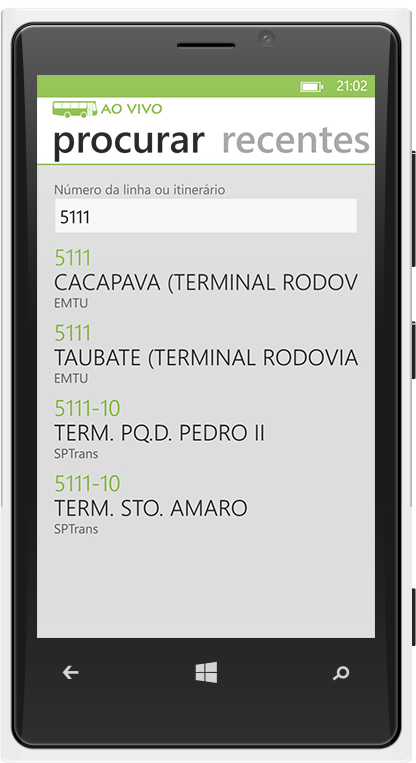 21:02
AO VIVO
procurar recentes
Número da linha ou itinerário
5111
5111
CACAPAVA (TERMINAL RODOV
EMTU
5111
TAUBATE (TERMINAL RODOVIA
EMTU
5111-10
TERM. PQ.D. PEDRO II
SPTrans
5111-10
TERM. STO. AMARO
SPTrans